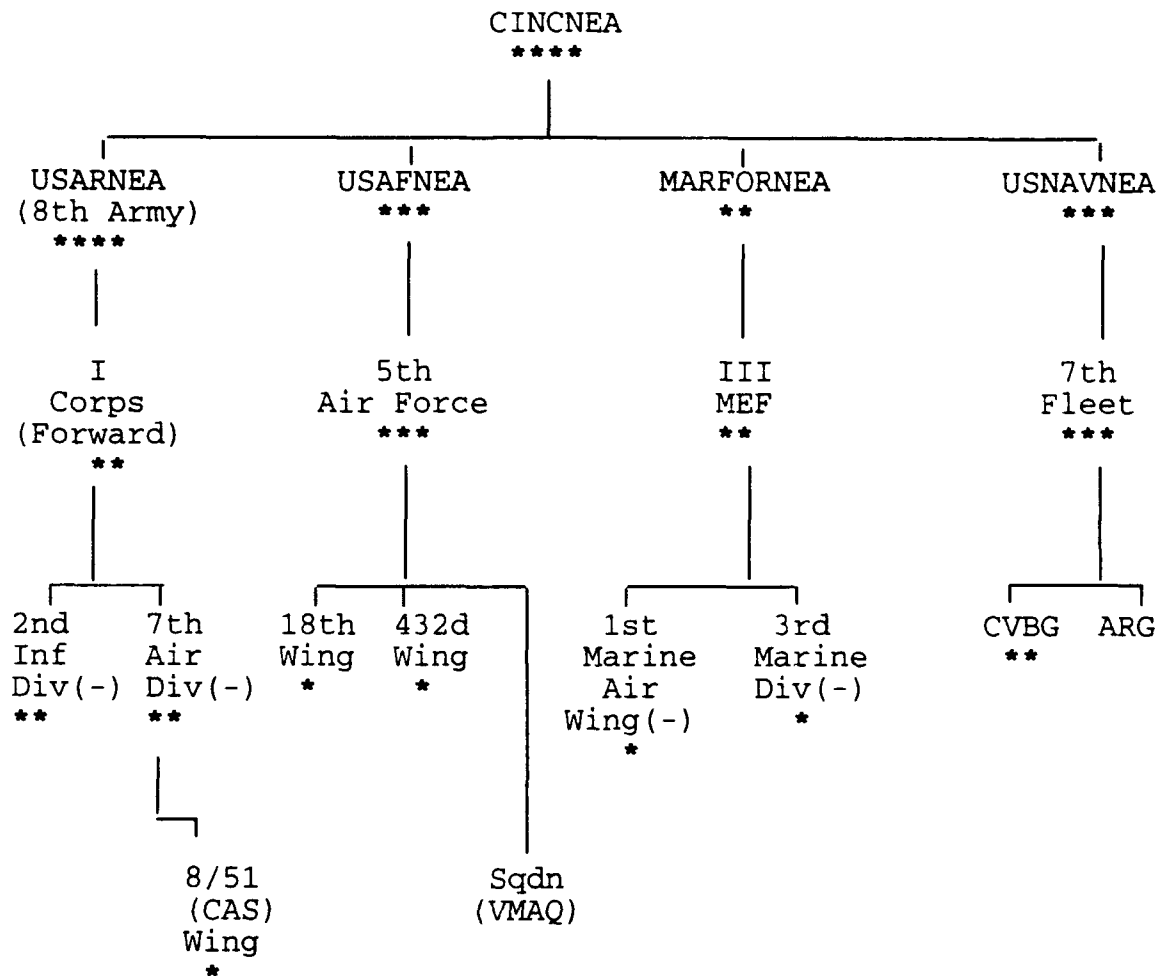 CINCNEA
****
USARNEA
(8th Army)
****
USAFNEA
***
MARFORNEA
**
USNAVNEA
***
I
Corps
(Forward)
**
5th
Air Force
***
III
MEF
**
7th
Fleet
***
2nd
Inf
Div(-)
**
7th
Air
Div(-)
**
18th
Wing
*
432d
Wing
*
1st
Marine
Air
Wing(-)
*
3rd
Marine
Div(-)
*
CVBG
**
ARG
8/51
(CAS)
Wing
*
Sqdn
(VMAQ)